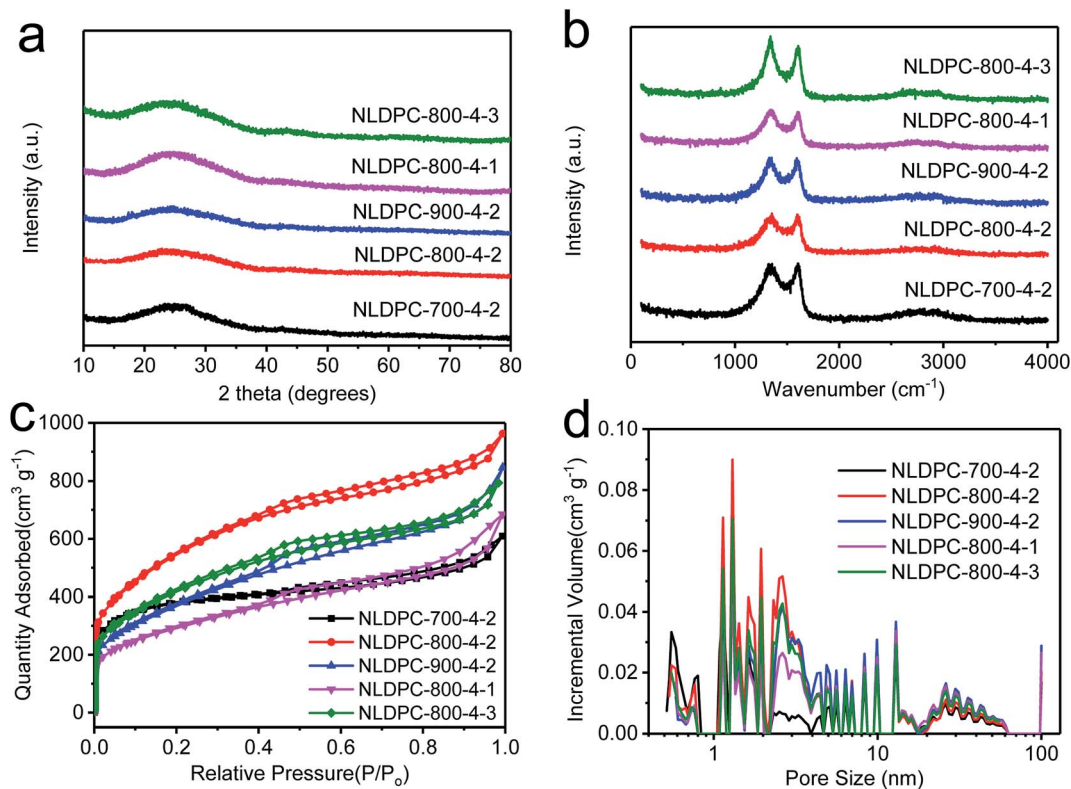 a
Intensity (a.u.)
NLDPC-800-4-3
NLDPC-800-4-1
NLDPC-900-4-2
NLDPC-800-4-2
NLDPC-700-4-2
10 20 30 40 50 60 70 80
2 theta (degrees)
b
Intensity (a.u.)
NLDPC-800-4-3
NLDPC-800-4-1
NLDPC-900-4-2
NLDPC-800-4-2
NLDPC-700-4-2
0 1000 2000 3000 4000
Wavenumber (cm⁻¹)
c
Quantity Adsorbed(cm³ g⁻¹)
1000
800
600
400
200
0
NLDPC-700-4-2
NLDPC-800-4-2
NLDPC-900-4-2
NLDPC-800-4-1
NLDPC-800-4-3
0.0 0.2 0.4 0.6 0.8 1.0
Relative Pressure(P/Pₒ)
d
Incremental Volume(cm³ g⁻¹)
0.10
0.08
0.06
0.04
0.02
0.00
NLDPC-700-4-2
NLDPC-800-4-2
NLDPC-900-4-2
NLDPC-800-4-1
NLDPC-800-4-3
1 10 100
Pore Size (nm)